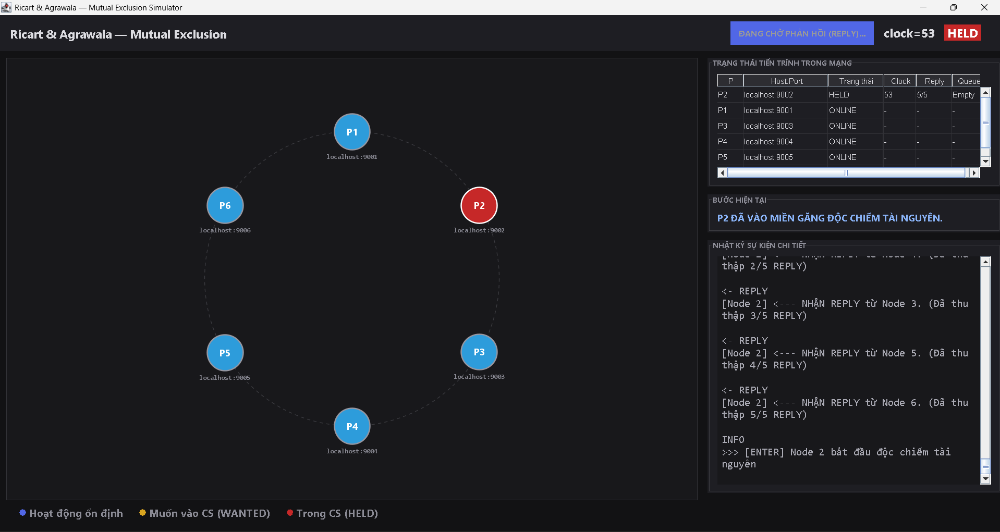 Ricart & Agrawala — Mutual Exclusion Simulator
Ricart & Agrawala — Mutual Exclusion
ĐANG CHỜ PHẢN HỒI (REPLY)...
clock=53
HELD
P1
localhost:9001
P6
localhost:9006
P2
localhost:9002
P5
localhost:9005
P3
localhost:9003
P4
localhost:9004
Hoạt động ổn định
Muốn vào CS (WANTED)
Trong CS (HELD)
TRẠNG THÁI TIẾN TRÌNH TRONG MẠNG
P Host:Port Trạng thái Clock Reply Queue
P2 localhost:9002 HELD 53 5/5 Empty
P1 localhost:9001 ONLINE - - -
P3 localhost:9003 ONLINE - - -
P4 localhost:9004 ONLINE - - -
P5 localhost:9005 ONLINE - - -
BƯỚC HIỆN TẠI
P2 ĐÃ VÀO MIỀN GĂNG ĐỘC CHIẾM TÀI NGUYÊN.
NHẬT KÝ SỰ KIỆN CHI TIẾT
thập 2/5 REPLY)
<- REPLY
[Node 2] <--- NHẬN REPLY từ Node 3. (Đã thu
thập 3/5 REPLY)
<- REPLY
[Node 2] <--- NHẬN REPLY từ Node 5. (Đã thu
thập 4/5 REPLY)
<- REPLY
[Node 2] <--- NHẬN REPLY từ Node 6. (Đã thu
thập 5/5 REPLY)
INFO
>>> [ENTER] Node 2 bắt đầu độc chiếm tài
nguyên